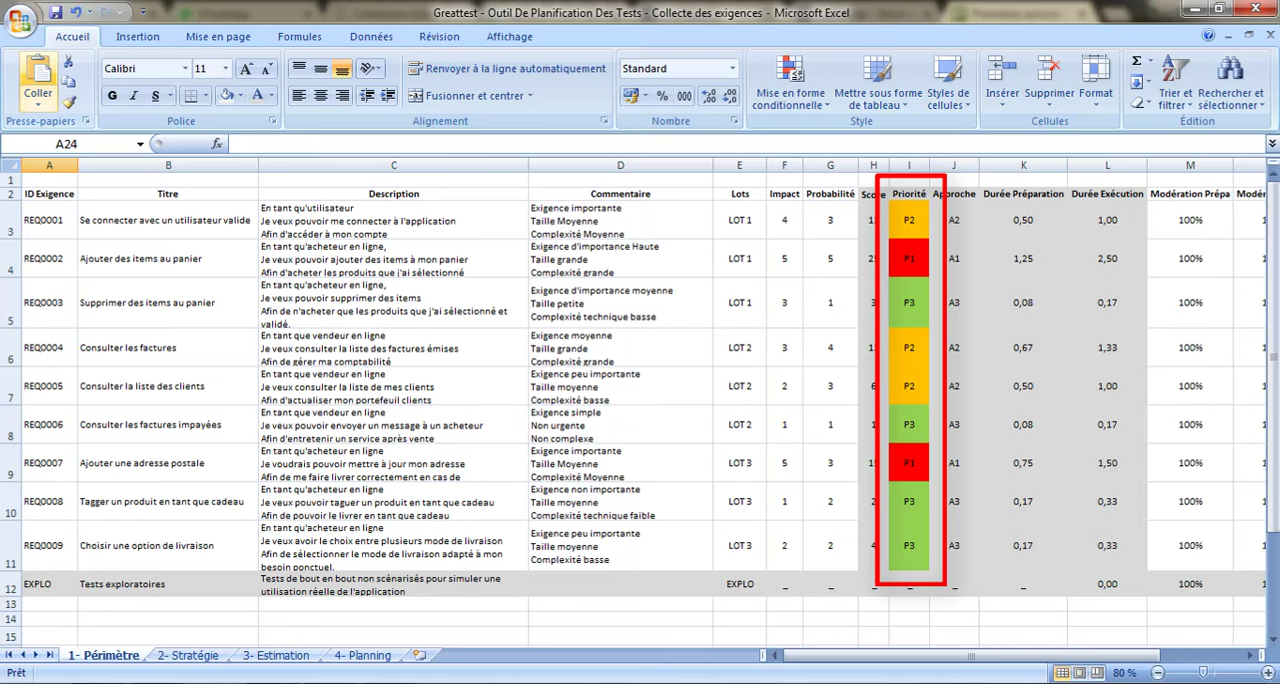 Greattest - Outil De Planification Des Tests - Collecte des exigences - Microsoft Excel
Accueil Insertion Mise en page Formules Données Révision Affichage
Coller
Presse-papiers
Calibri 11
G I S
Police
Renvoyer à la ligne automatiquement
Fusionner et centrer
Alignement
Standard
% 000
Nombre
Mise en forme conditionnelle
Mettre sous forme de tableau
Styles de cellules
Style
Insérer Supprimer Format
Cellules
Trier et filtrer
Rechercher et sélectionner
Édition
A24 fx
A B C D E F G H I J K L M
1
2 ID Exigence Titre Description Commentaire Lots Impact Probabilité Score Priorité Approche Durée Préparation Durée Exécution Modération Prépa
3 REQ0001 Se connecter avec un utilisateur valide
En tant qu'utilisateur
Je veux pouvoir me connecter à l'application
Afin d'accéder à mon compte
Exigence importante
Taille Moyenne
Complexité Moyenne
LOT 1 4 3 P2 A2 0,50 1,00 100%
4 REQ0002 Ajouter des items au panier
En tant qu'acheteur en ligne,
Je veux pouvoir ajouter des items à mon panier
Afin d'acheter les produits que j'ai sélectionné
Exigence d'importance Haute
Taille grande
Complexité grande
LOT 1 5 5 P1 A1 1,25 2,50 100%
5 REQ0003 Supprimer des items au panier
En tant qu'acheteur en ligne,
Je veux pouvoir supprimer des items
Afin de n'acheter que les produits que j'ai sélectionné et
validé.
Exigence d'importance moyenne
Taille petite
Complexité technique basse
LOT 1 3 1 3 P3 A3 0,08 0,17 100%
6 REQ0004 Consulter les factures
En tant que vendeur en ligne
Je veux consulter la liste des factures émises
Afin de gérer ma comptabilité
Exigence moyenne
Taille grande
Complexité grande
LOT 2 3 4 P2 A2 0,67 1,33 100%
7 REQ0005 Consulter la liste des clients
En tant que vendeur en ligne
Je veux consulter la liste de mes clients
Afin d'actualiser mon portefeuil clients
Exigence peu importante
Taille moyenne
Complexité basse
LOT 2 2 3 6 P2 A2 0,50 1,00 100%
8 REQ0006 Consulter les factures impayées
En tant que vendeur en ligne
Je veux pouvoir envoyer un message à un acheteur
Afin d'entretenir un service après vente
Exigence simple
Non urgente
Non complexe
LOT 2 1 1 1 P3 A3 0,08 0,17 100%
9 REQ0007 Ajouter une adresse postale
En tant qu'acheteur en ligne
Je voudrais pouvoir mettre à jour mon adresse
Afin de me faire livrer correctement en cas de
Exigence importante
Taille Moyenne
Complexité Moyenne
LOT 3 5 3 P1 A1 0,75 1,50 100%
10 REQ0008 Tagger un produit en tant que cadeau
En tant qu'acheteur en ligne
Je veux pouvoir taguer un produit en tant que cadeau
Afin de pouvoir le livrer en tant que cadeau
Exigence non importante
Taille moyenne
Complexité technique faible
LOT 3 1 2 2 P3 A3 0,17 0,33 100%
11 REQ0009 Choisir une option de livraison
En tant qu'acheteur en ligne
Je veux avoir le choix entre plusieurs mode de livraison
Afin de sélectionner le mode de livraison adapté à mon
besoin ponctuel.
Exigence peu importante
Taille moyenne
Complexité basse
LOT 3 2 2 4 P3 A3 0,17 0,33 100%
12 EXPLO Tests exploratoires
Tests de bout en bout non scénarisés pour simuler une
utilisation réelle de l'application
EXPLO _ _ _ _ _ _ 0,00 100%
13
14
15
1- Périmètre 2- Stratégie 3- Estimation 4- Planning
Prêt 80 %